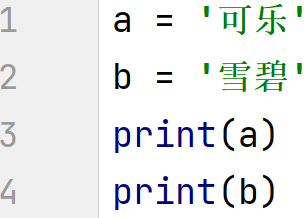 1 a = '可乐'
2 b = '雪碧'
3 print(a)
4 print(b)